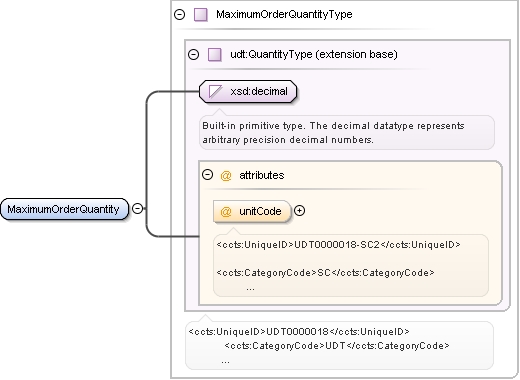 MaximumOrderQuantityType
udt:QuantityType (extension base)
xsd:decimal
Built-in primitive type. The decimal datatype represents
arbitrary precision decimal numbers.
@ attributes
MaximumOrderQuantity
@ unitCode
<ccts:UniqueID>UDT0000018-SC2</ccts:UniqueID>
<ccts:CategoryCode>SC</ccts:CategoryCode>
...
<ccts:UniqueID>UDT0000018</ccts:UniqueID>
<ccts:CategoryCode>UDT</ccts:CategoryCode>
...